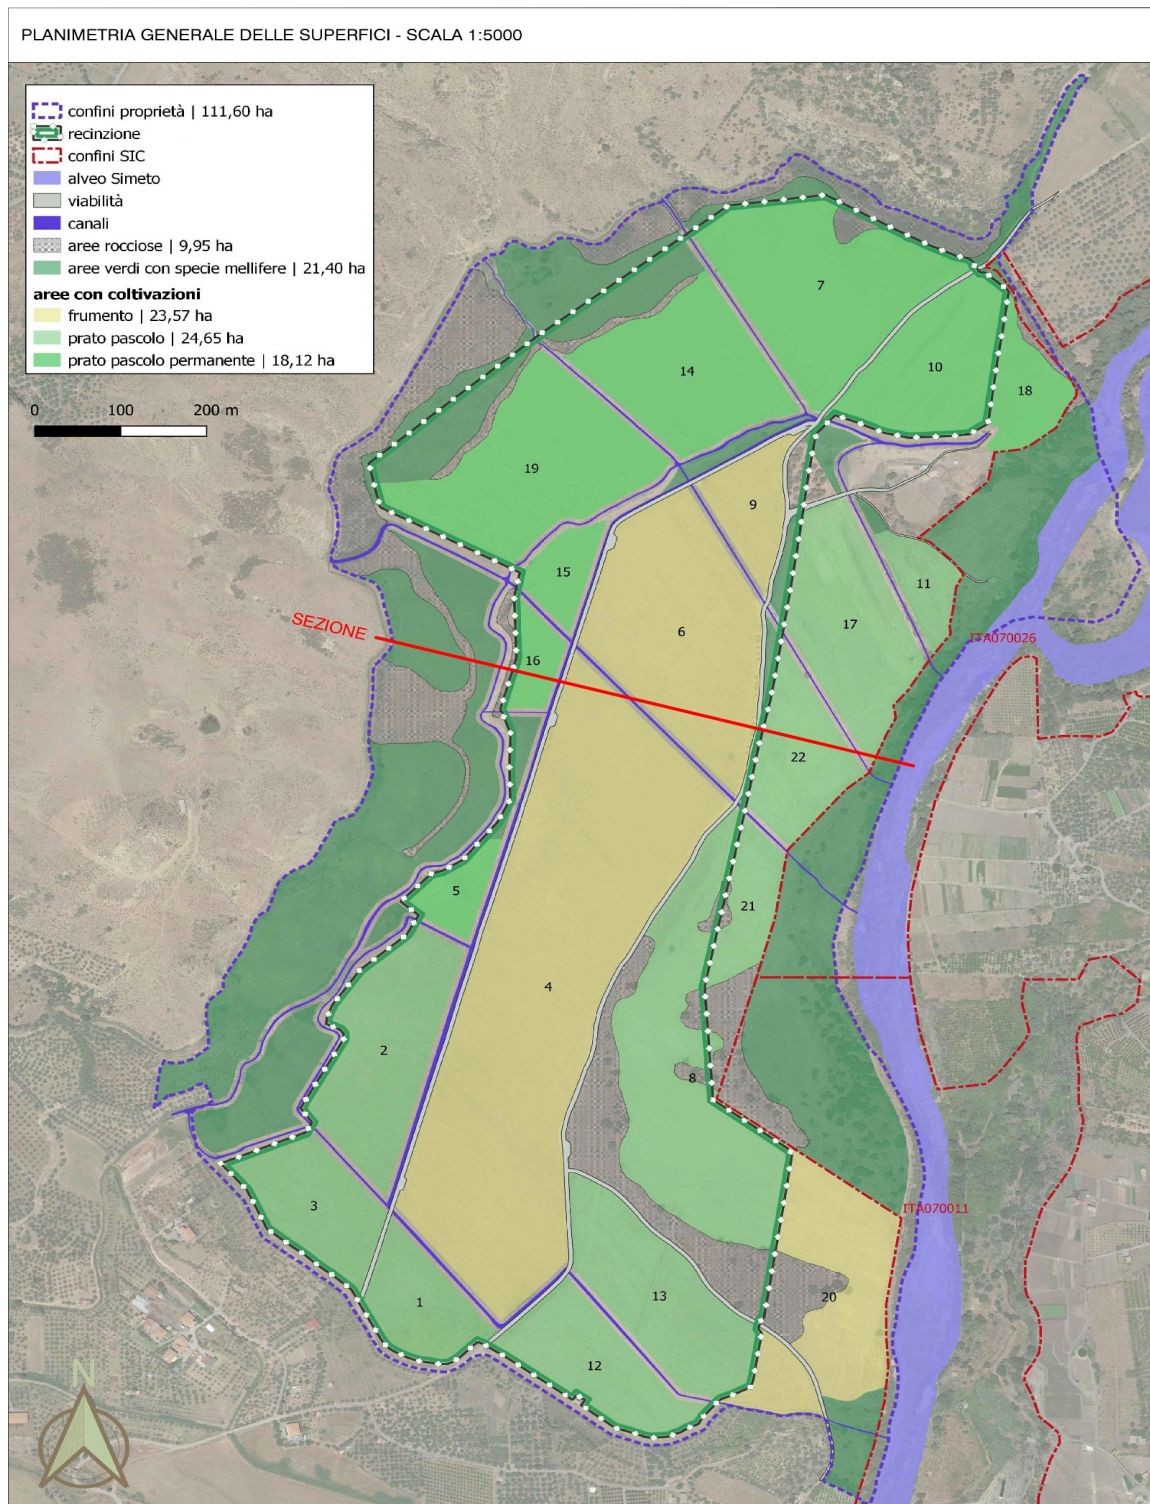 PLANIMETRIA GENERALE DELLE SUPERFICI - SCALA 1:5000
confini proprietà | 111,60 ha
recinzione
confini SIC
alveo Simeto
viabilità
canali
aree rocciose | 9,95 ha
aree verdi con specie mellifere | 21,40 ha
aree con coltivazioni
frumento | 23,57 ha
prato pascolo | 24,65 ha
prato pascolo permanente | 18,12 ha
0 100 200 m
7
14
10
18
19
9
15
11
SEZIONE
6
17
ITA070026
16
22
5
21
4
2
8
3
ITA070011
1
13
20
12
N